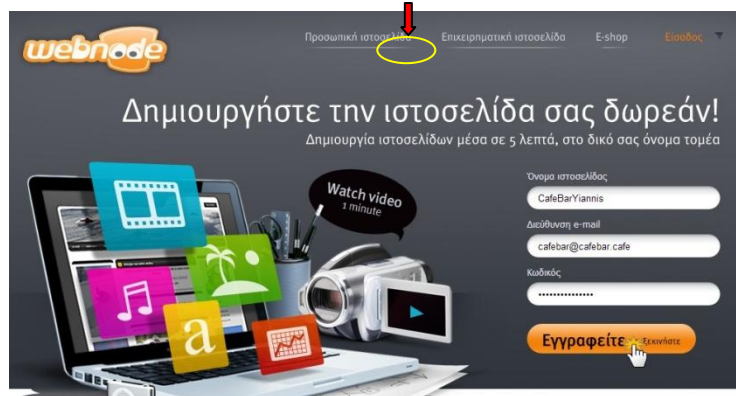 webnode
Προσωπική ιστοσελίδα Επιχειρηματική ιστοσελίδα E-shop Είσοδος
Δημιουργήστε την ιστοσελίδα σας δωρεάν!
Δημιουργία ιστοσελίδων μέσα σε 5 λεπτά, στο δικό σας όνομα τομέα
Watch video
1 minute
Όνομα ιστοσελίδας
CafeBarYiannis
Διεύθυνση e-mail
cafebar@cafebar.cafe
Κωδικός
•••••••••••••••
Εγγραφείτε ξεκινήστε
a